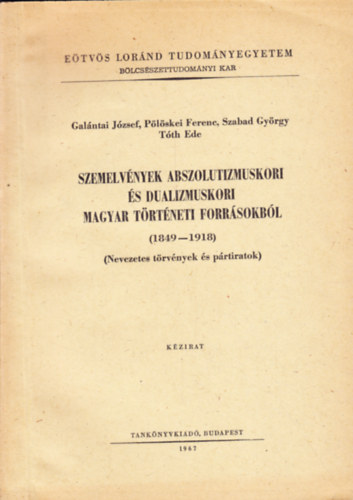 EÖTVÖS LORÁND TUDOMÁNYEGYETEM
BÖLCSÉSZETTUDOMÁNYI KAR
Galántai József, Pölöskei Ferenc, Szabad György
Tóth Ede
SZEMELVÉNYEK ABSZOLUTIZMUSKORI
ÉS DUALIZMUSKORI
MAGYAR TÖRTÉNETI FORRÁSOKBÓL
(1849—1918)
(Nevezetes törvények és pártiratok)
KÉZIRAT
TANKÖNYVKIADÓ, BUDAPEST
1967